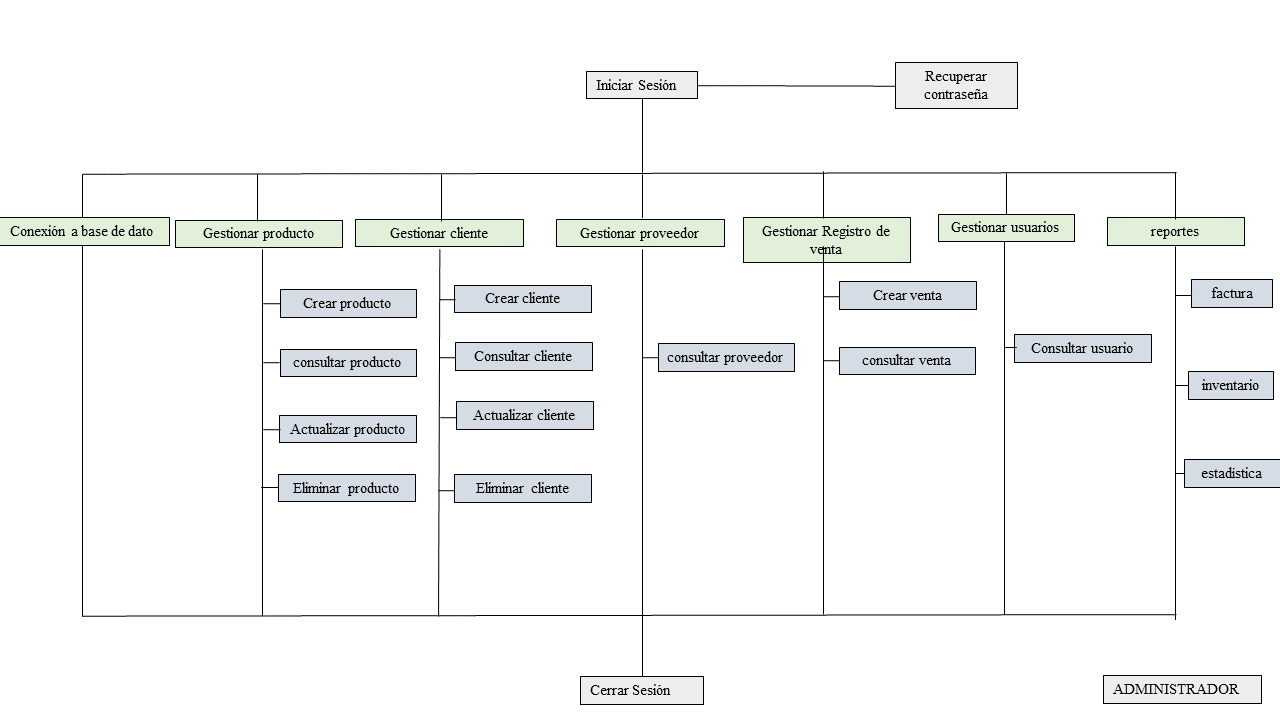 Iniciar Sesión
Recuperar
contraseña
Conexión a base de dato
Gestionar producto
Gestionar cliente
Gestionar proveedor
Gestionar Registro de
venta
Gestionar usuarios
reportes
Crear producto
consultar producto
Actualizar producto
Eliminar producto
Crear cliente
Consultar cliente
Actualizar cliente
Eliminar cliente
consultar proveedor
Crear venta
consultar venta
Consultar usuario
factura
inventario
estadistica
Cerrar Sesión
ADMINISTRADOR